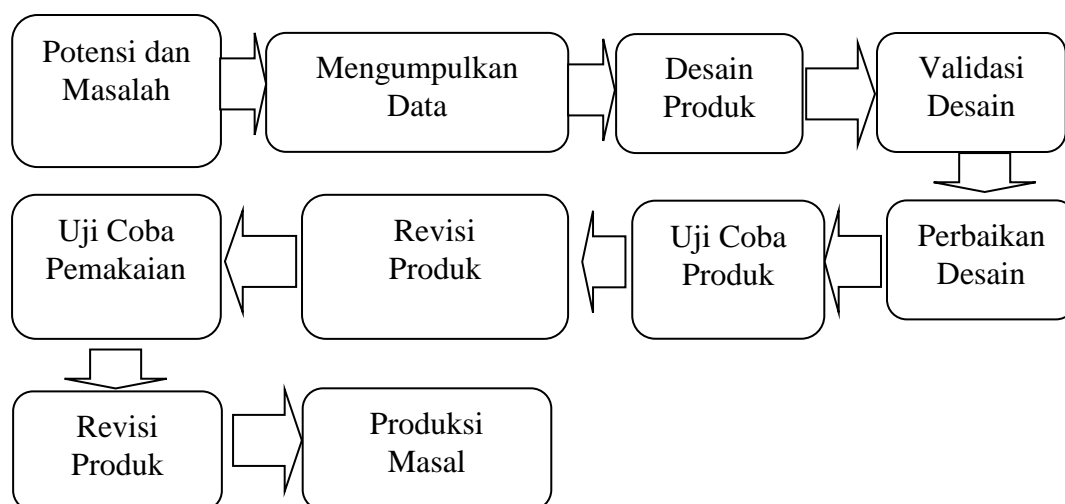 Potensi dan
Masalah
Mengumpulkan
Data
Desain
Produk
Validasi
Desain
Perbaikan
Desain
Uji Coba
Produk
Revisi
Produk
Uji Coba
Pemakaian
Revisi
Produk
Produksi
Masal